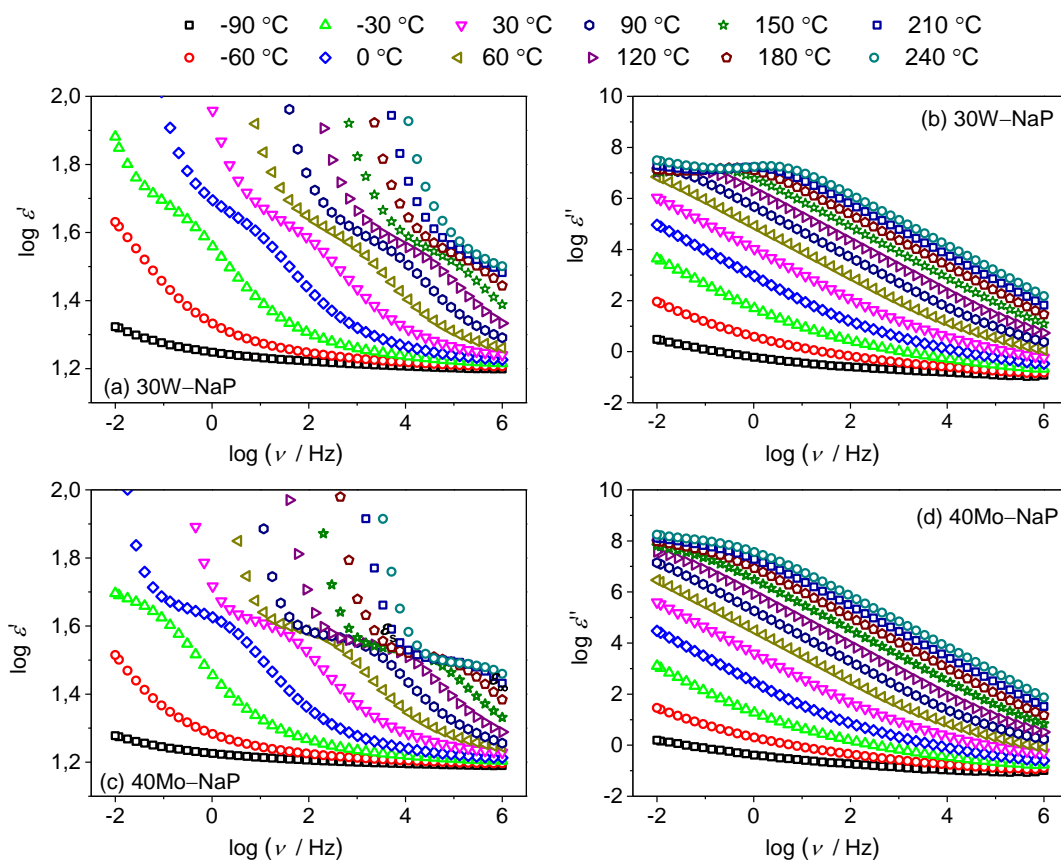 -90 °C -30 °C 30 °C 90 °C 150 °C 210 °C
-60 °C 0 °C 60 °C 120 °C 180 °C 240 °C
2,0
1,8
1,6
1,4
1,2
log ε'
(a) 30W–NaP
-2 0 2 4 6
log (ν / Hz)
10
8
6
4
2
0
-2
log ε''
(b) 30W–NaP
-2 0 2 4 6
log (ν / Hz)
2,0
1,8
1,6
1,4
1,2
log ε'
(c) 40Mo–NaP
-2 0 2 4 6
log (ν / Hz)
10
8
6
4
2
0
-2
log ε''
(d) 40Mo–NaP
-2 0 2 4 6
log (ν / Hz)